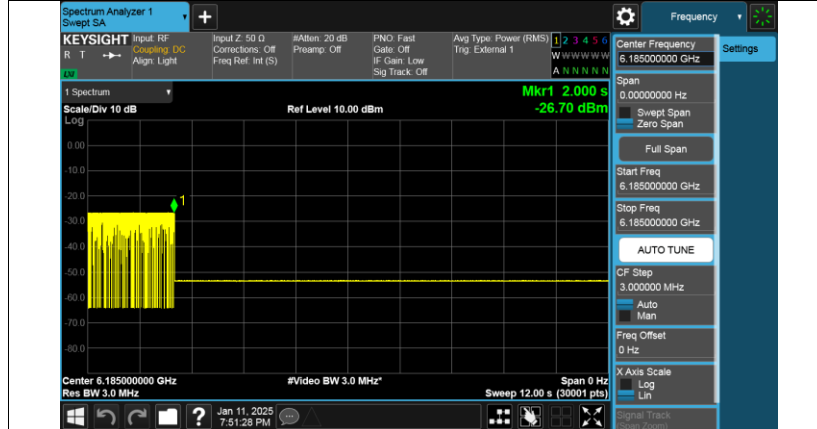 Spectrum Analyzer 1
Swept SA
+
Frequency
KEYSIGHT
R T
LXI
Input: RF
Coupling: DC
Align: Light
Input Z: 50 Ω
Corrections: Off
Freq Ref: Int (S)
#Atten: 20 dB
Preamp: Off
PNO: Fast
Gate: Off
IF Gain: Low
Sig Track: Off
Avg Type: Power (RMS)
Trig: External 1
1 2 3 4 5 6
W W W W W W
A N N N N N
1 Spectrum
Scale/Div 10 dB
Log
Ref Level 10.00 dBm
Mkr1 2.000 s
-26.70 dBm
0.00
-10.0
-20.0
-30.0
-40.0
-50.0
-60.0
-70.0
-80.0
1
Center 6.185000000 GHz
Res BW 3.0 MHz
#Video BW 3.0 MHz*
Span 0 Hz
Sweep 12.00 s (30001 pts)
?
Jan 11, 2025
7:51:28 PM
Center Frequency
6.185000000 GHz
Span
0.00000000 Hz
Swept Span
Zero Span
Full Span
Start Freq
6.185000000 GHz
Stop Freq
6.185000000 GHz
AUTO TUNE
CF Step
3.000000 MHz
Auto
Man
Freq Offset
0 Hz
X Axis Scale
Log
Lin
Signal Track
(Span Zoom)
Settings